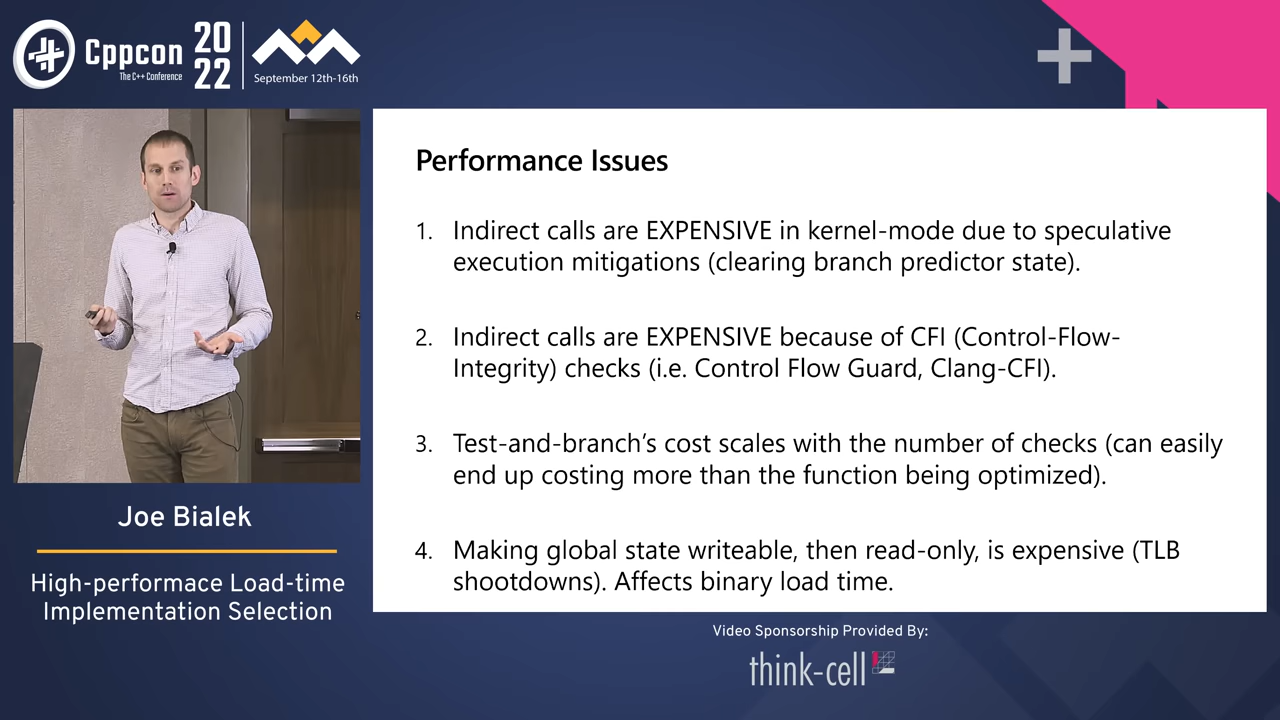 Cppcon
The C++ Conference
20
22
September 12th-16th
Performance Issues
1. Indirect calls are EXPENSIVE in kernel-mode due to speculative
execution mitigations (clearing branch predictor state).
2. Indirect calls are EXPENSIVE because of CFI (Control-Flow-
Integrity) checks (i.e. Control Flow Guard, Clang-CFI).
3. Test-and-branch's cost scales with the number of checks (can easily
end up costing more than the function being optimized).
4. Making global state writeable, then read-only, is expensive (TLB
shootdowns). Affects binary load time.
Joe Bialek
High-performace Load-time
Implementation Selection
Video Sponsorship Provided By:
think-cell